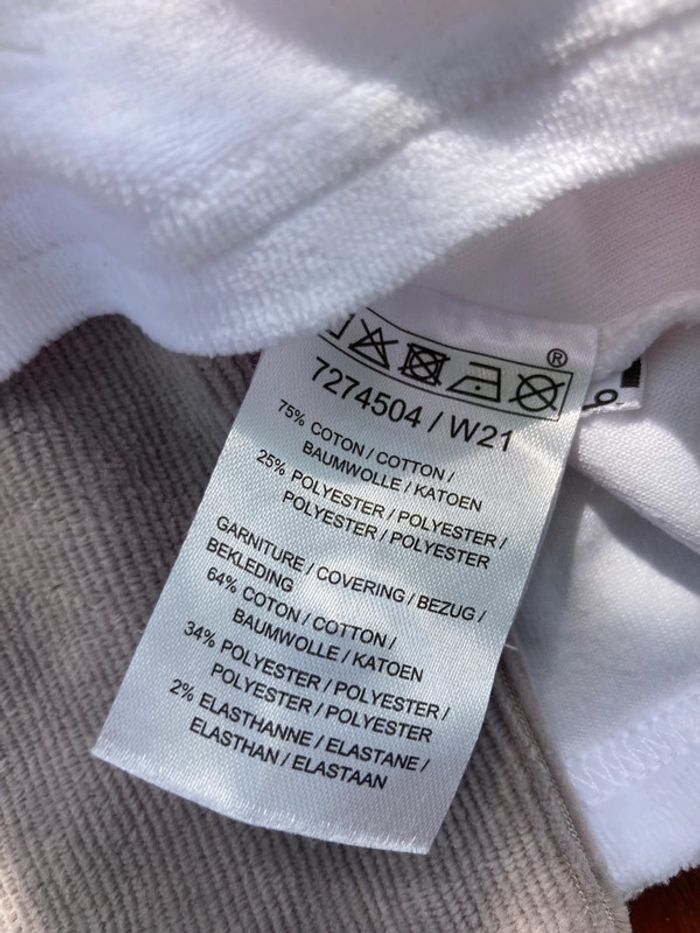 ®
7274504 / W21
75% COTON / COTTON /
BAUMWOLLE / KATOEN
25% POLYESTER / POLYESTER /
POLYESTER / POLYESTER
GARNITURE / COVERING / BEZUG /
BEKLEDING
64% COTON / COTTON /
BAUMWOLLE / KATOEN
34% POLYESTER / POLYESTER /
POLYESTER / POLYESTER
2% ELASTHANNE / ELASTANE /
ELASTHAN / ELASTAAN